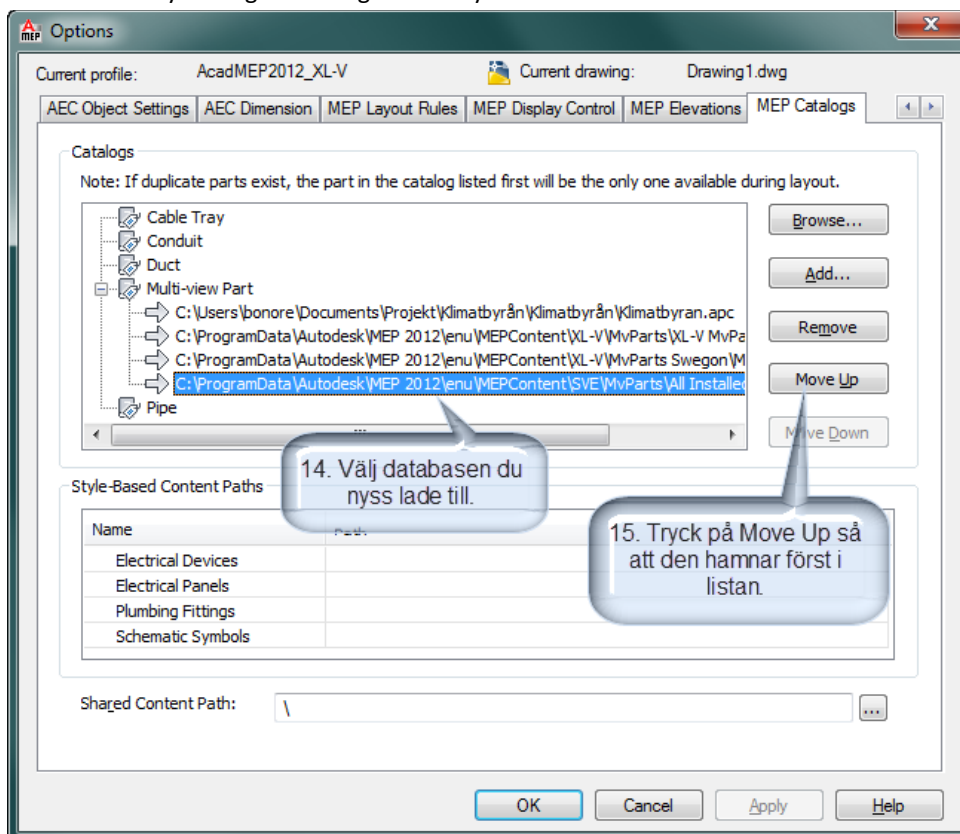 Options
Current profile: AcadMEP2012_XL-V Current drawing: Drawing1.dwg
AEC Object Settings AEC Dimension MEP Layout Rules MEP Display Control MEP Elevations MEP Catalogs
Catalogs
Note: If duplicate parts exist, the part in the catalog listed first will be the only one available during layout.
Cable Tray
Browse...
Conduit
Duct
Add...
Multi-view Part
C:\Users\bonore\Documents\Projekt\Klimatbyrån\Klimatbyrån\Klimatbyran.apc
C:\ProgramData\Autodesk\MEP 2012\enu\MEPContent\XL-V\MvParts\XL-V MvPa
Remove
C:\ProgramData\Autodesk\MEP 2012\enu\MEPContent\XL-V\MvParts Swegon\M
C:\ProgramData\Autodesk\MEP 2012\enu\MEPContent\SVE\MvParts\All Installed
Move Up
Pipe
Move Down
14. Välj databasen du
nyss lade till.
Style-Based Content Paths
Name
15. Tryck på Move Up så
att den hamnar först i
listan.
Electrical Devices
Electrical Panels
Plumbing Fittings
Schematic Symbols
Shared Content Path: \ ...
OK Cancel Apply Help